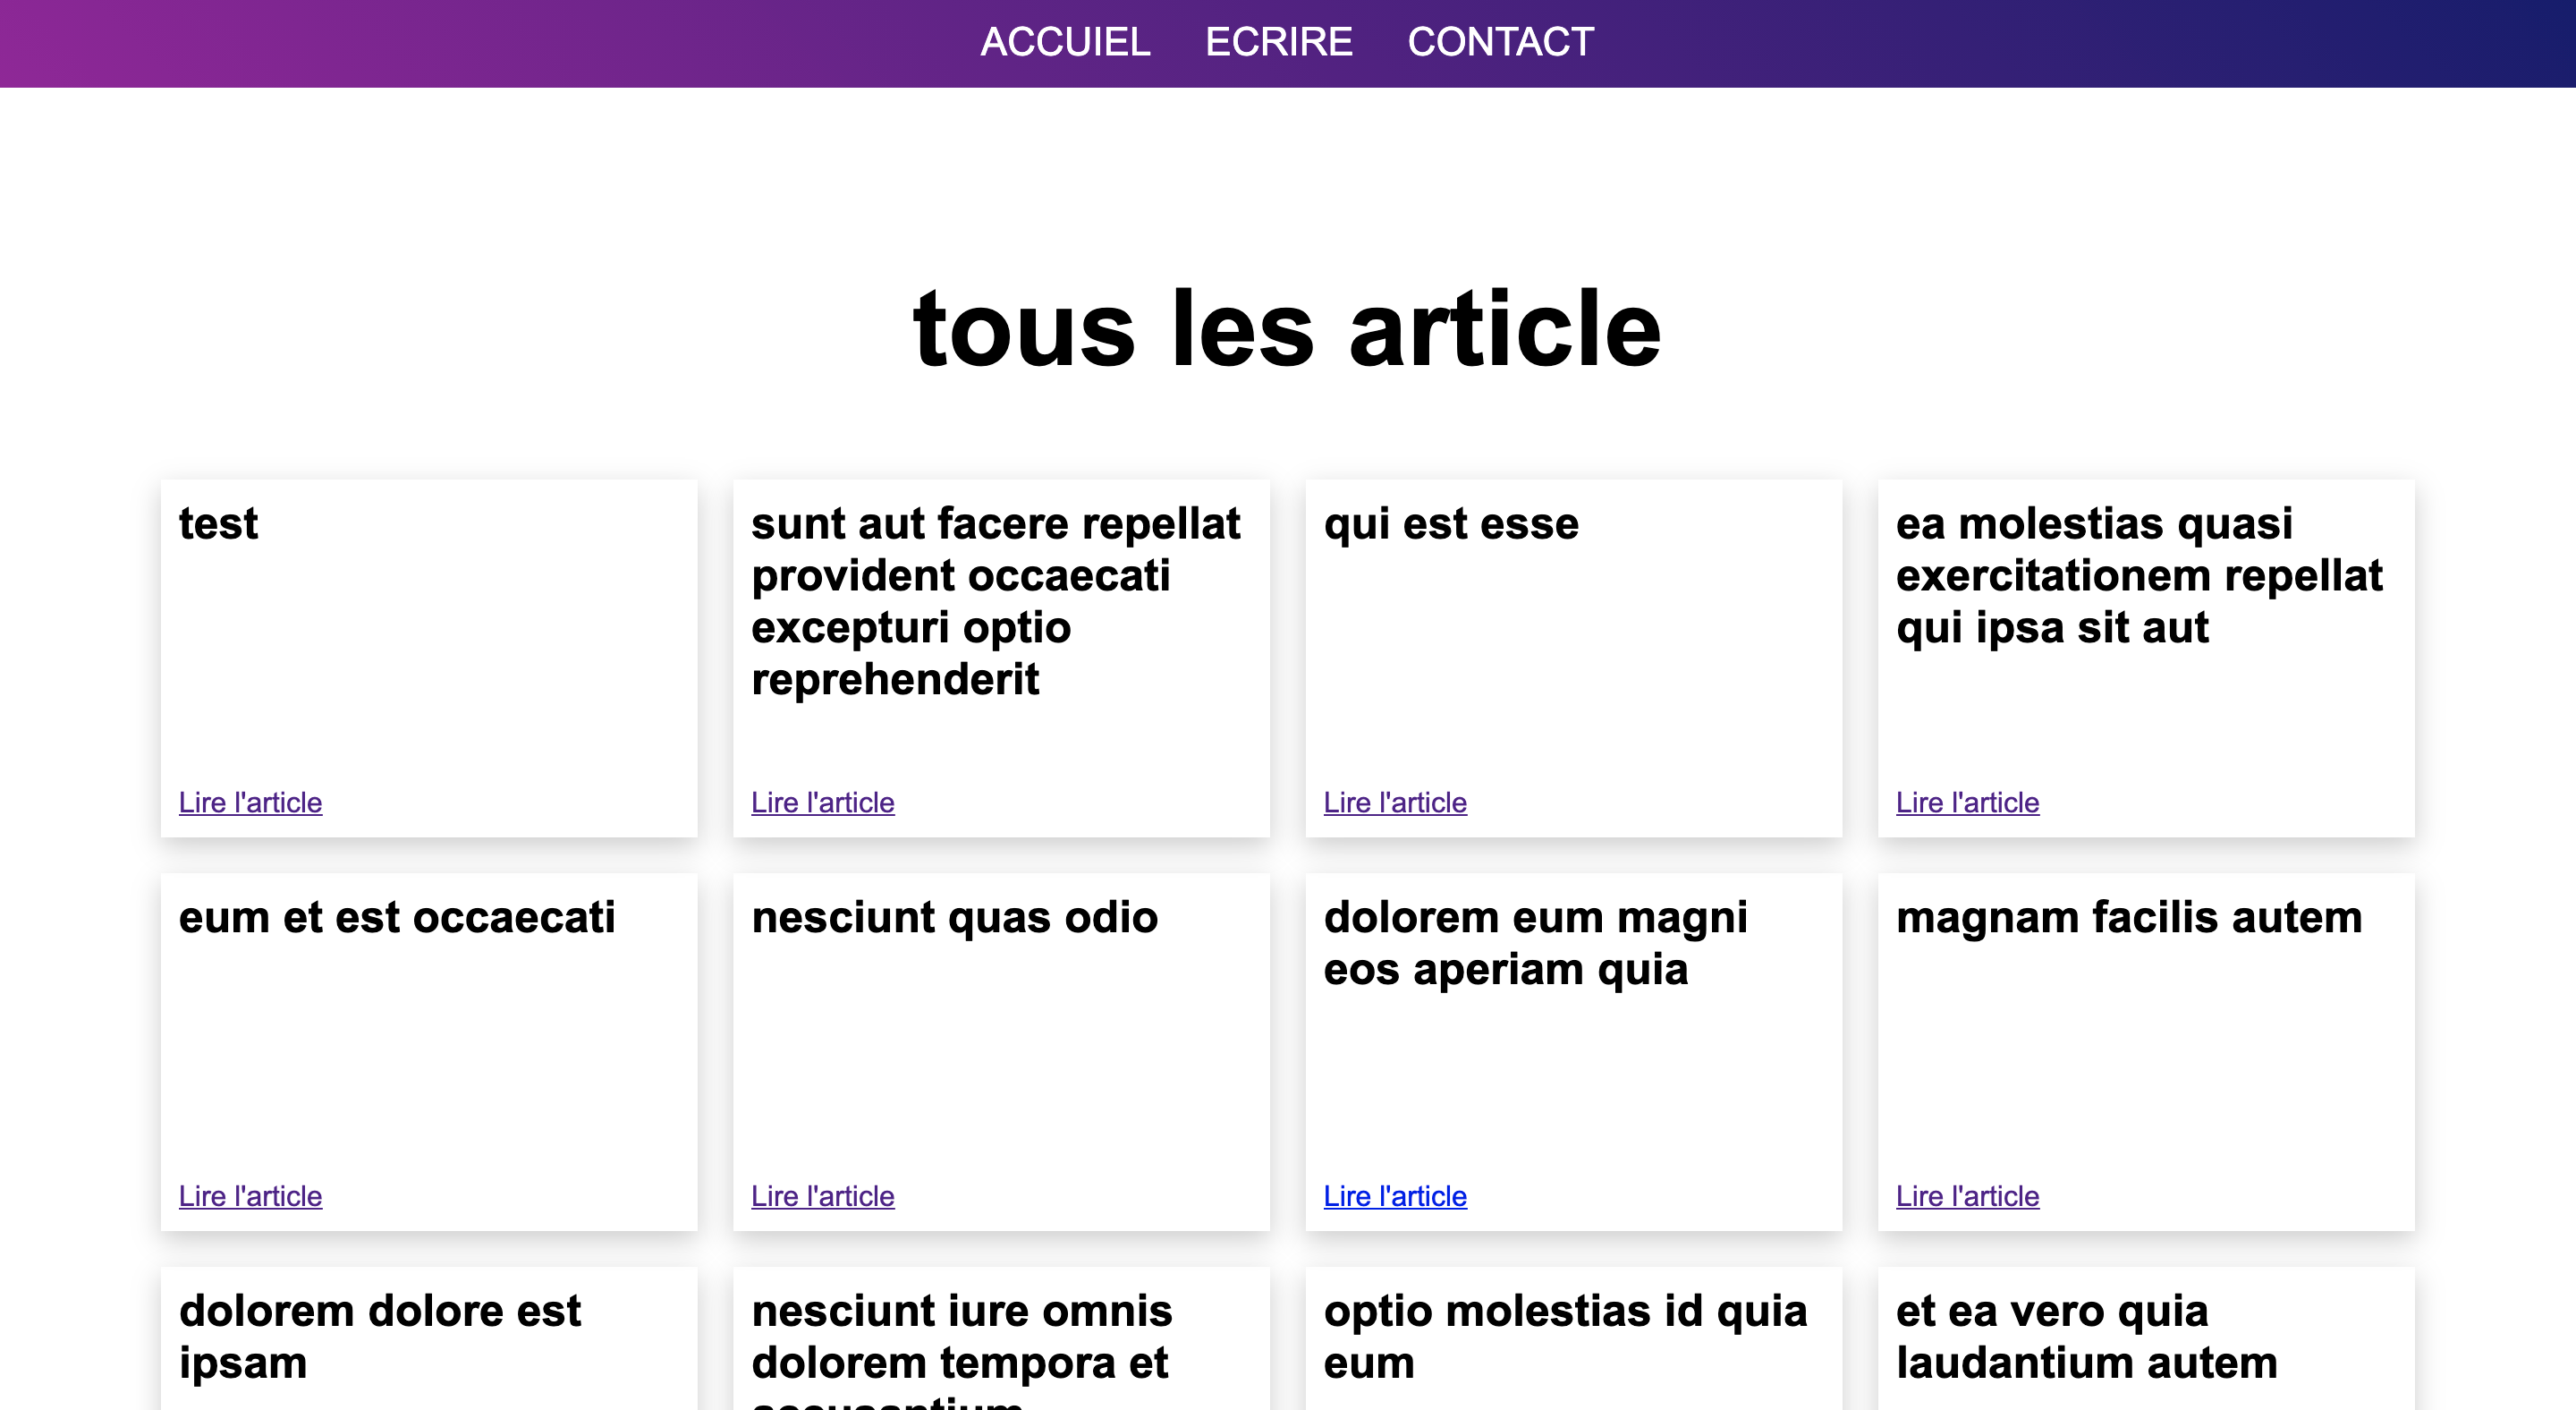 ACCUIEL ECRIRE CONTACT
tous les article
test
Lire l'article
sunt aut facere repellat
provident occaecati
excepturi optio
reprehenderit
Lire l'article
qui est esse
Lire l'article
ea molestias quasi
exercitationem repellat
qui ipsa sit aut
Lire l'article
eum et est occaecati
Lire l'article
nesciunt quas odio
Lire l'article
dolorem eum magni
eos aperiam quia
Lire l'article
magnam facilis autem
Lire l'article
dolorem dolore est
ipsam
nesciunt iure omnis
dolorem tempora et
optio molestias id quia
eum
et ea vero quia
laudantium autem